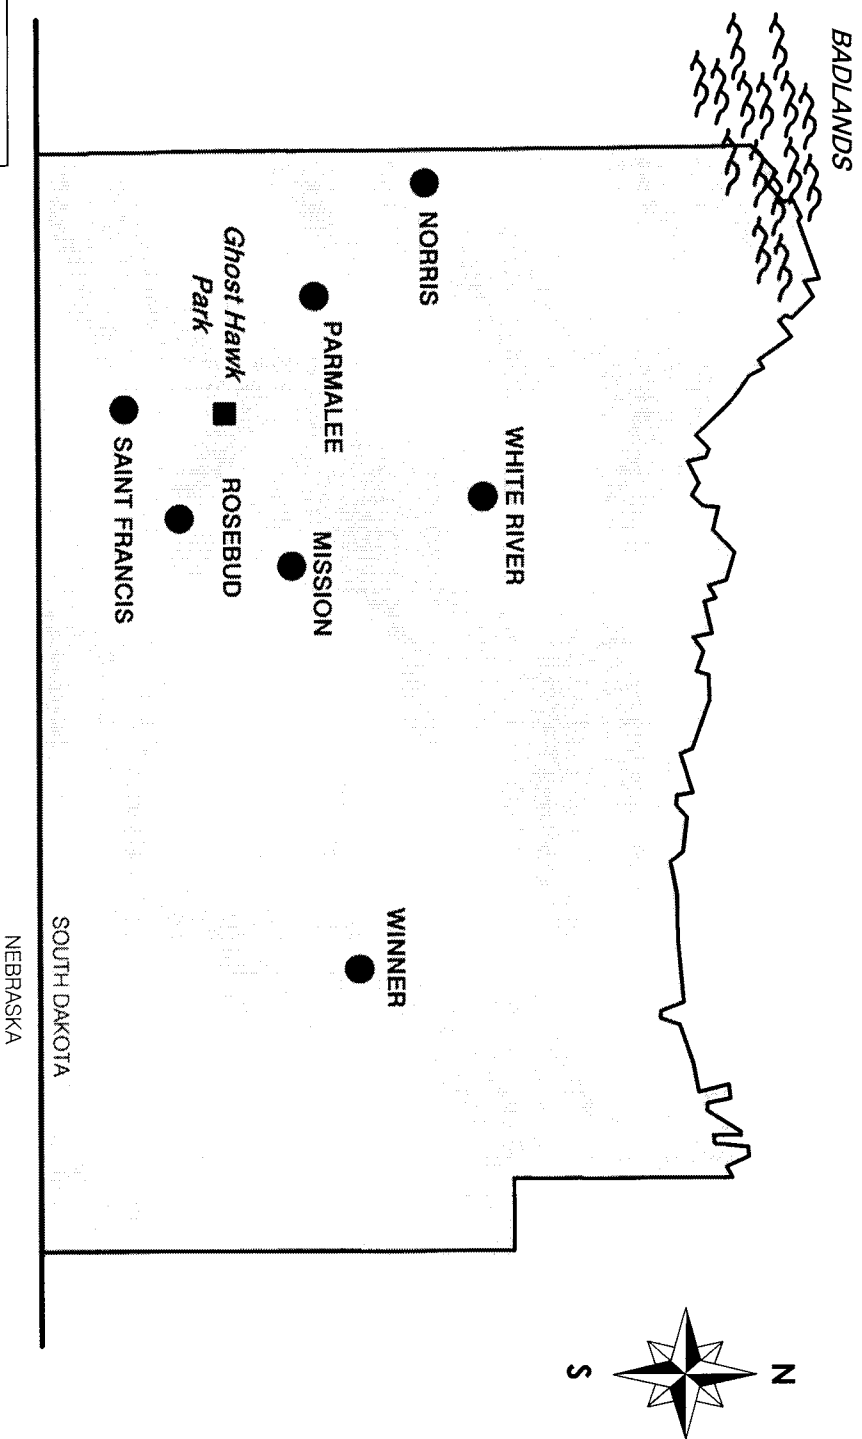 BADLANDS
NORRIS
WHITE RIVER
PARMALEE
Ghost Hawk
Park
MISSION
ROSEBUD
SAINT FRANCIS
WINNER
SOUTH DAKOTA
NEBRASKA
N
S